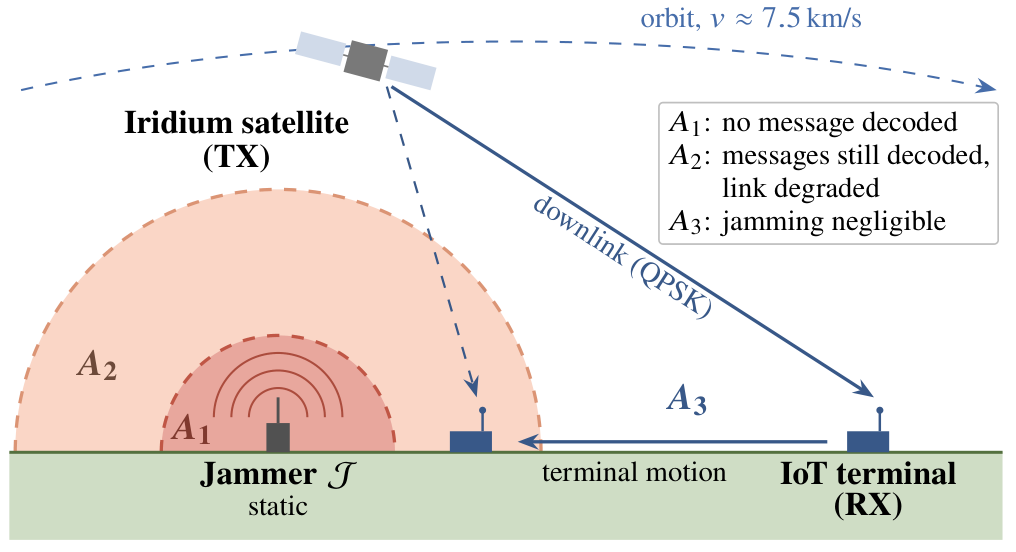 orbit, v ≈ 7.5 km/s
Iridium satellite
(TX)
A₁: no message decoded
A₂: messages still decoded,
link degraded
A₃: jamming negligible
downlink (QPSK)
A₂
A₁
A₃
Jammer 𝒥
static
terminal motion
IoT terminal
(RX)